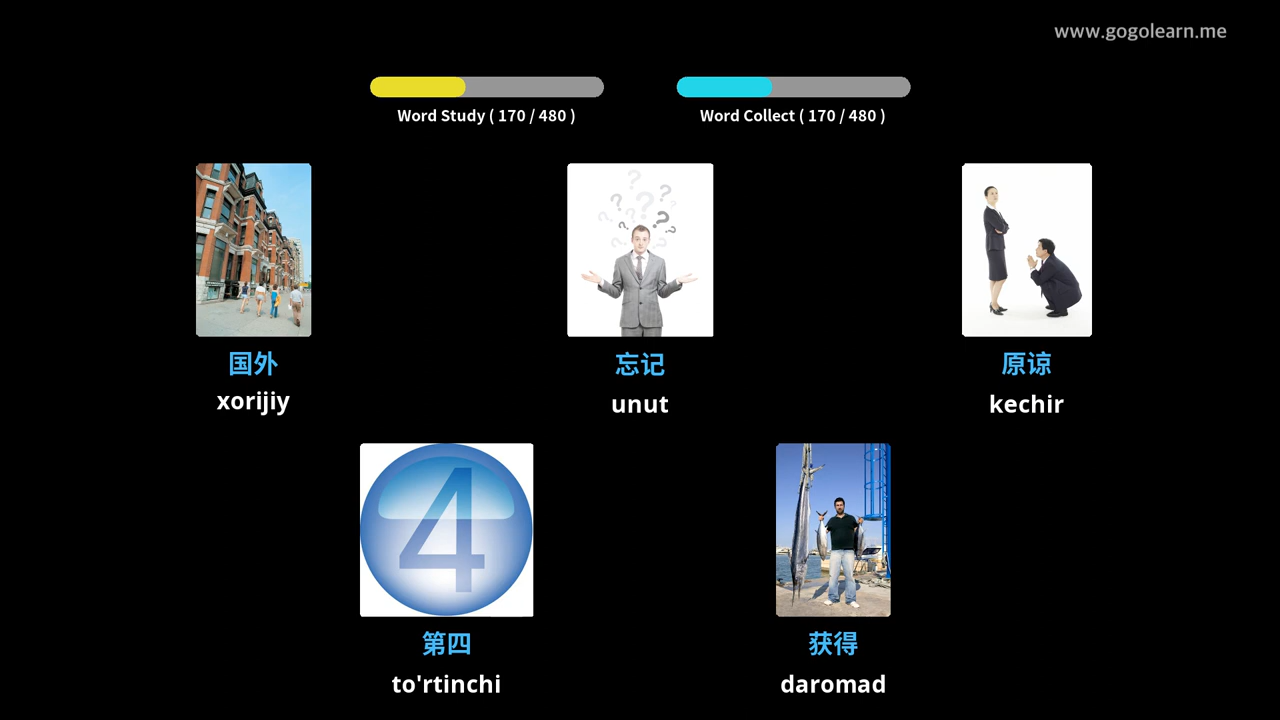 www.gogolearn.me
Word Study ( 170 / 480 )
Word Collect ( 170 / 480 )
国外
xorijiy
忘记
unut
原谅
kechir
4
第四
to'rtinchi
获得
daromad